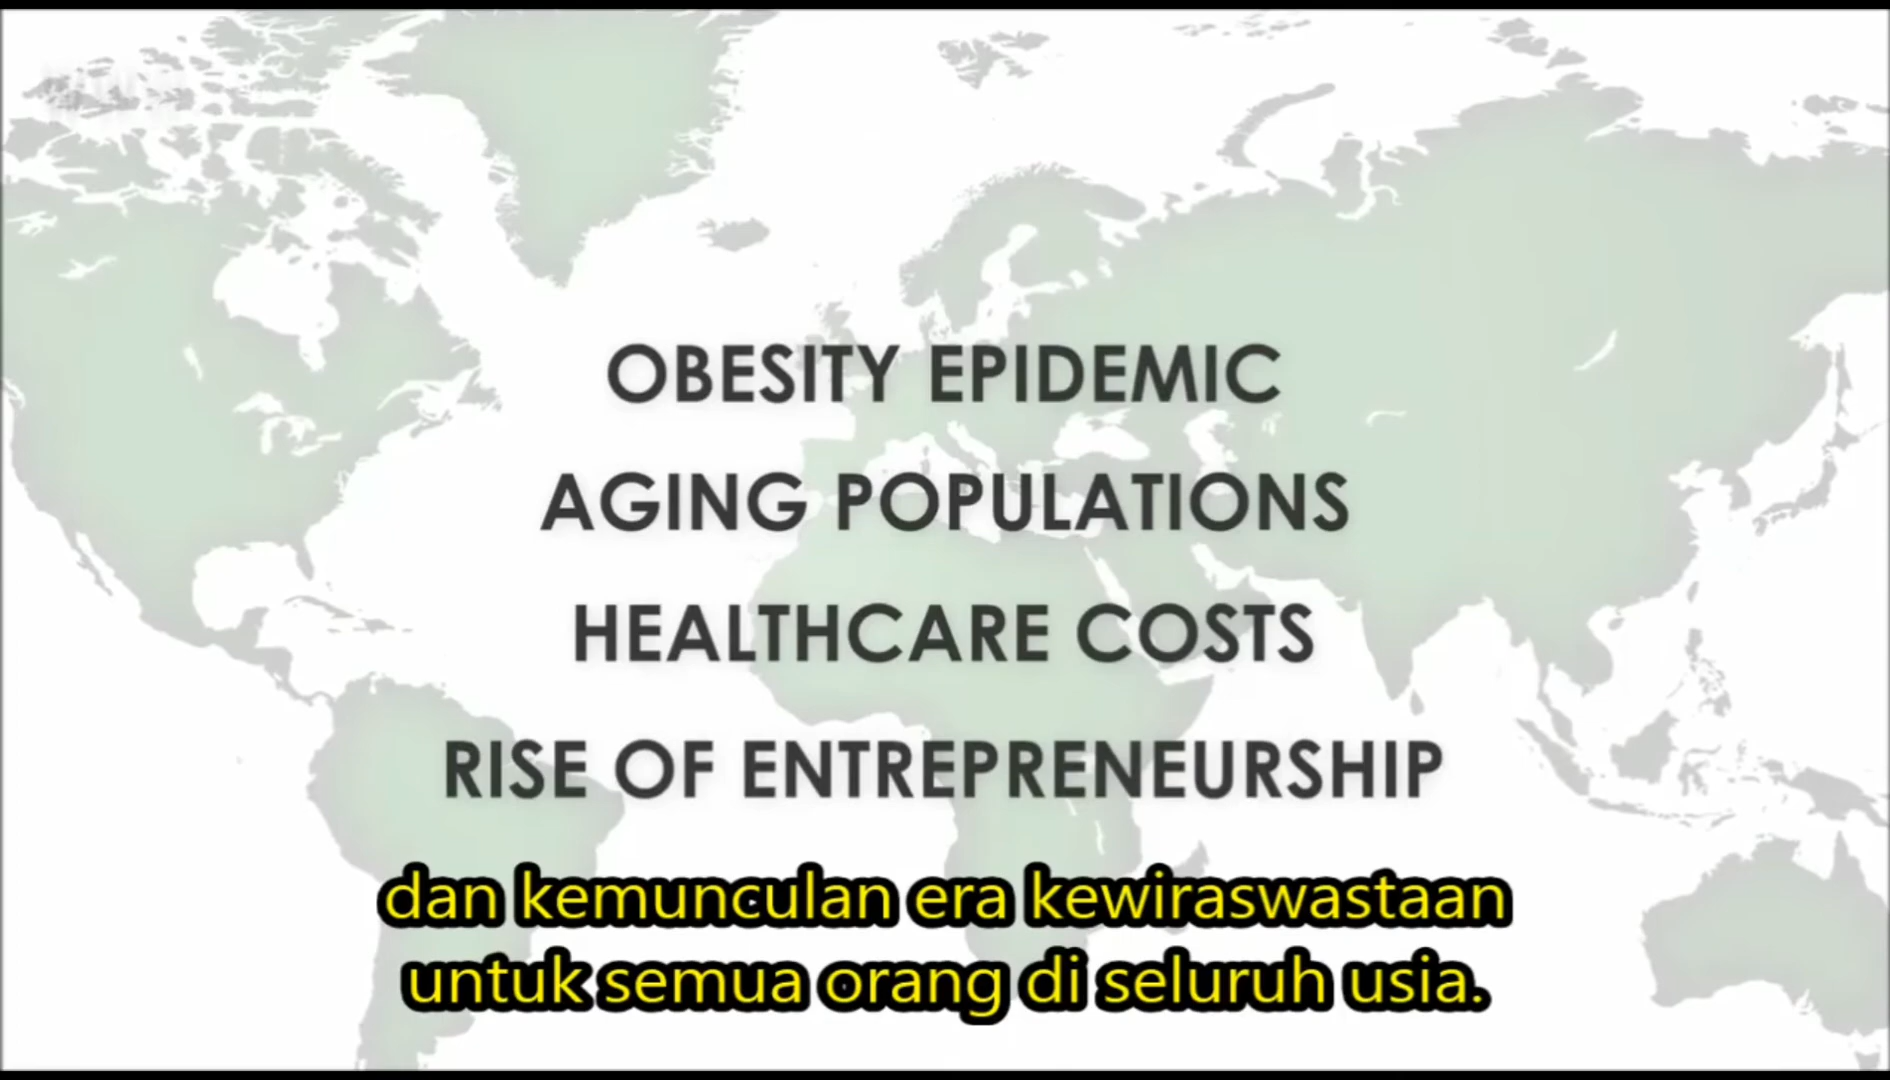 OBESITY EPIDEMIC
AGING POPULATIONS
HEALTHCARE COSTS
RISE OF ENTREPRENEURSHIP
dan kemunculan era kewiraswastaan
untuk semua orang di seluruh usia.